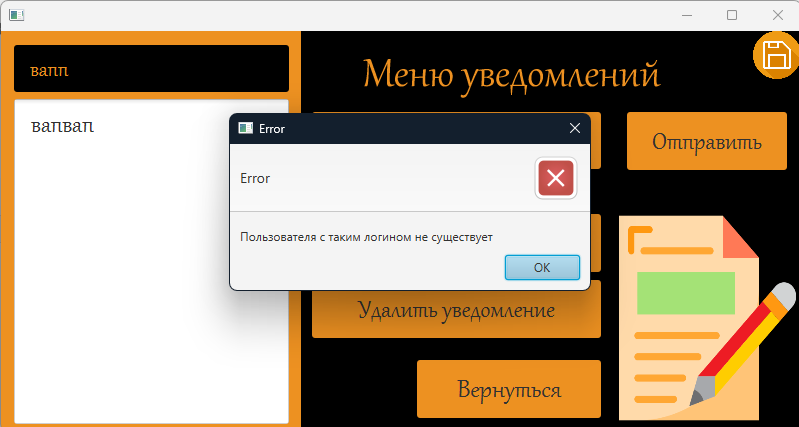 вапп
Меню уведомлений
вапвап
Error
Отправить
Error
Пользователя с таким логином не существует
OK
Удалить уведомление
Вернуться